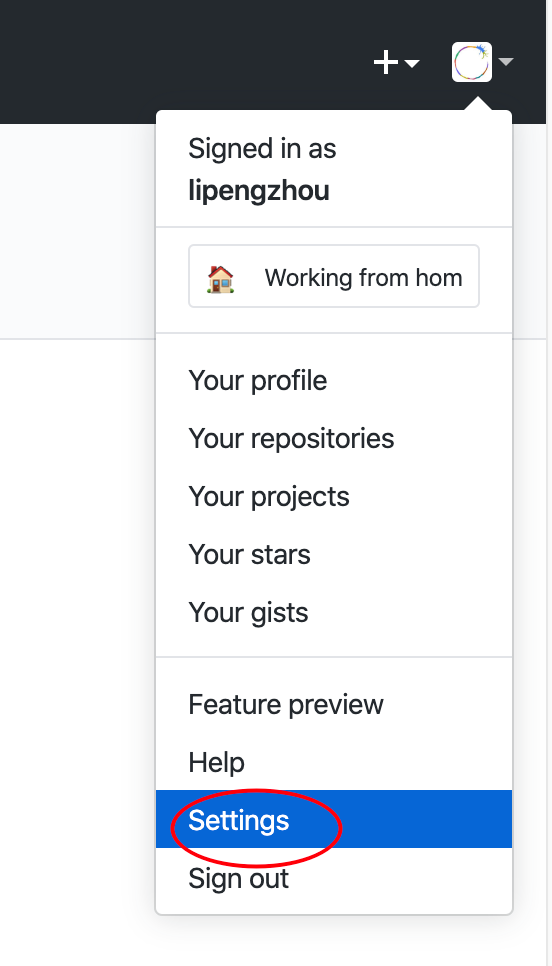 Signed in as
lipengzhou
Working from hom
Your profile
Your repositories
Your projects
Your stars
Your gists
Feature preview
Help
Settings
Sign out